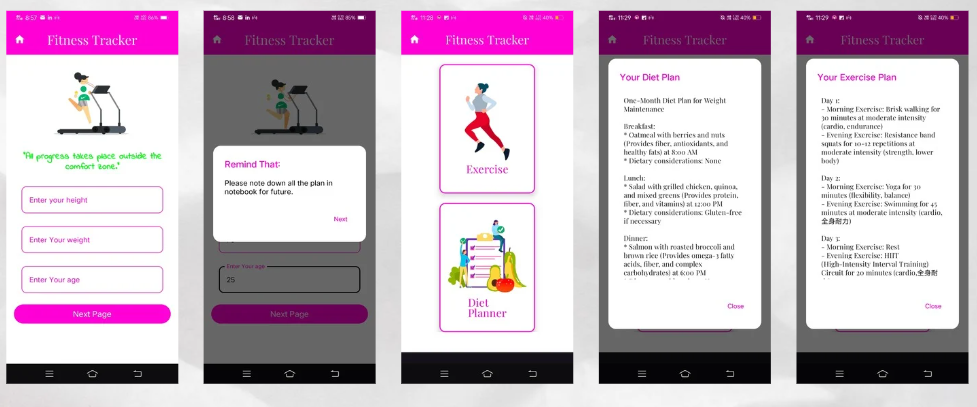 8:57
56%
Fitness Tracker
"All progress takes place outside the
comfort zone."
Enter your height
Enter Your weight
Enter Your age
Next Page
8:58
85%
Fitness Tracker
Remind That:
Please note down all the plan in
notebook for future.
Next
Enter Your age
25
Next Page
11:28
40%
Fitness Tracker
Exercise
Diet
Planner
11:29
40%
Fitness Tracker
Your Diet Plan
One-Month Diet Plan for Weight
Maintenance
Breakfast:
* Oatmeal with berries and nuts
(Provides fiber, antioxidants, and
healthy fats) at 8:00 AM
* Dietary considerations: None
Lunch:
* Salad with grilled chicken, quinoa,
and mixed greens (Provides protein,
fiber, and vitamins) at 12:00 PM
* Dietary considerations: Gluten-free
if necessary
Dinner:
* Salmon with roasted broccoli and
brown rice (Provides omega-3 fatty
acids, fiber, and complex
carbohydrates) at 6:00 PM
Close
11:29
40%
Fitness Tracker
Your Exercise Plan
Day 1:
- Morning Exercise: Brisk walking for
30 minutes at moderate intensity
(cardio, endurance)
- Evening Exercise: Resistance band
squats for 10-12 repetitions at
moderate intensity (strength, lower
body)
Day 2:
- Morning Exercise: Yoga for 30
minutes (flexibility, balance)
- Evening Exercise: Swimming for 45
minutes at moderate intensity (cardio,
全身耐力)
Day 3:
- Morning Exercise: Rest
- Evening Exercise: HIIT
(High-Intensity Interval Training)
Circuit for 20 minutes (cardio,全身耐
Close